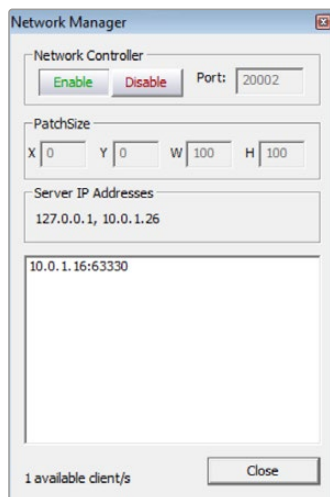 Network Manager
Network Controller
Enable Disable Port: 20002
PatchSize
X 0 Y 0 W 100 H 100
Server IP Addresses
127.0.0.1, 10.0.1.26
10.0.1.16:63330
1 available client/s
Close